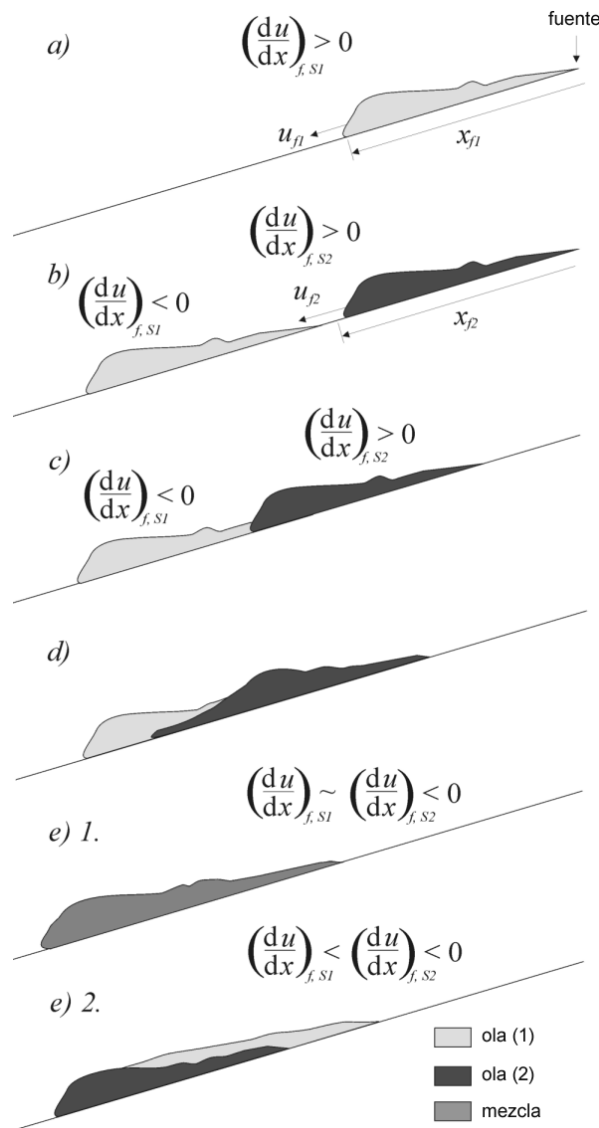 fuente
a) (du/dx)f, S1 > 0
uf1
xf1
(du/dx)f, S2 > 0
b) (du/dx)f, S1 < 0
uf2
xf2
(du/dx)f, S2 > 0
c) (du/dx)f, S1 < 0
d)
(du/dx)f, S1 ~ (du/dx)f, S2 < 0
e) 1.
(du/dx)f, S1 < (du/dx)f, S2 < 0
e) 2.
ola (1)
ola (2)
mezcla